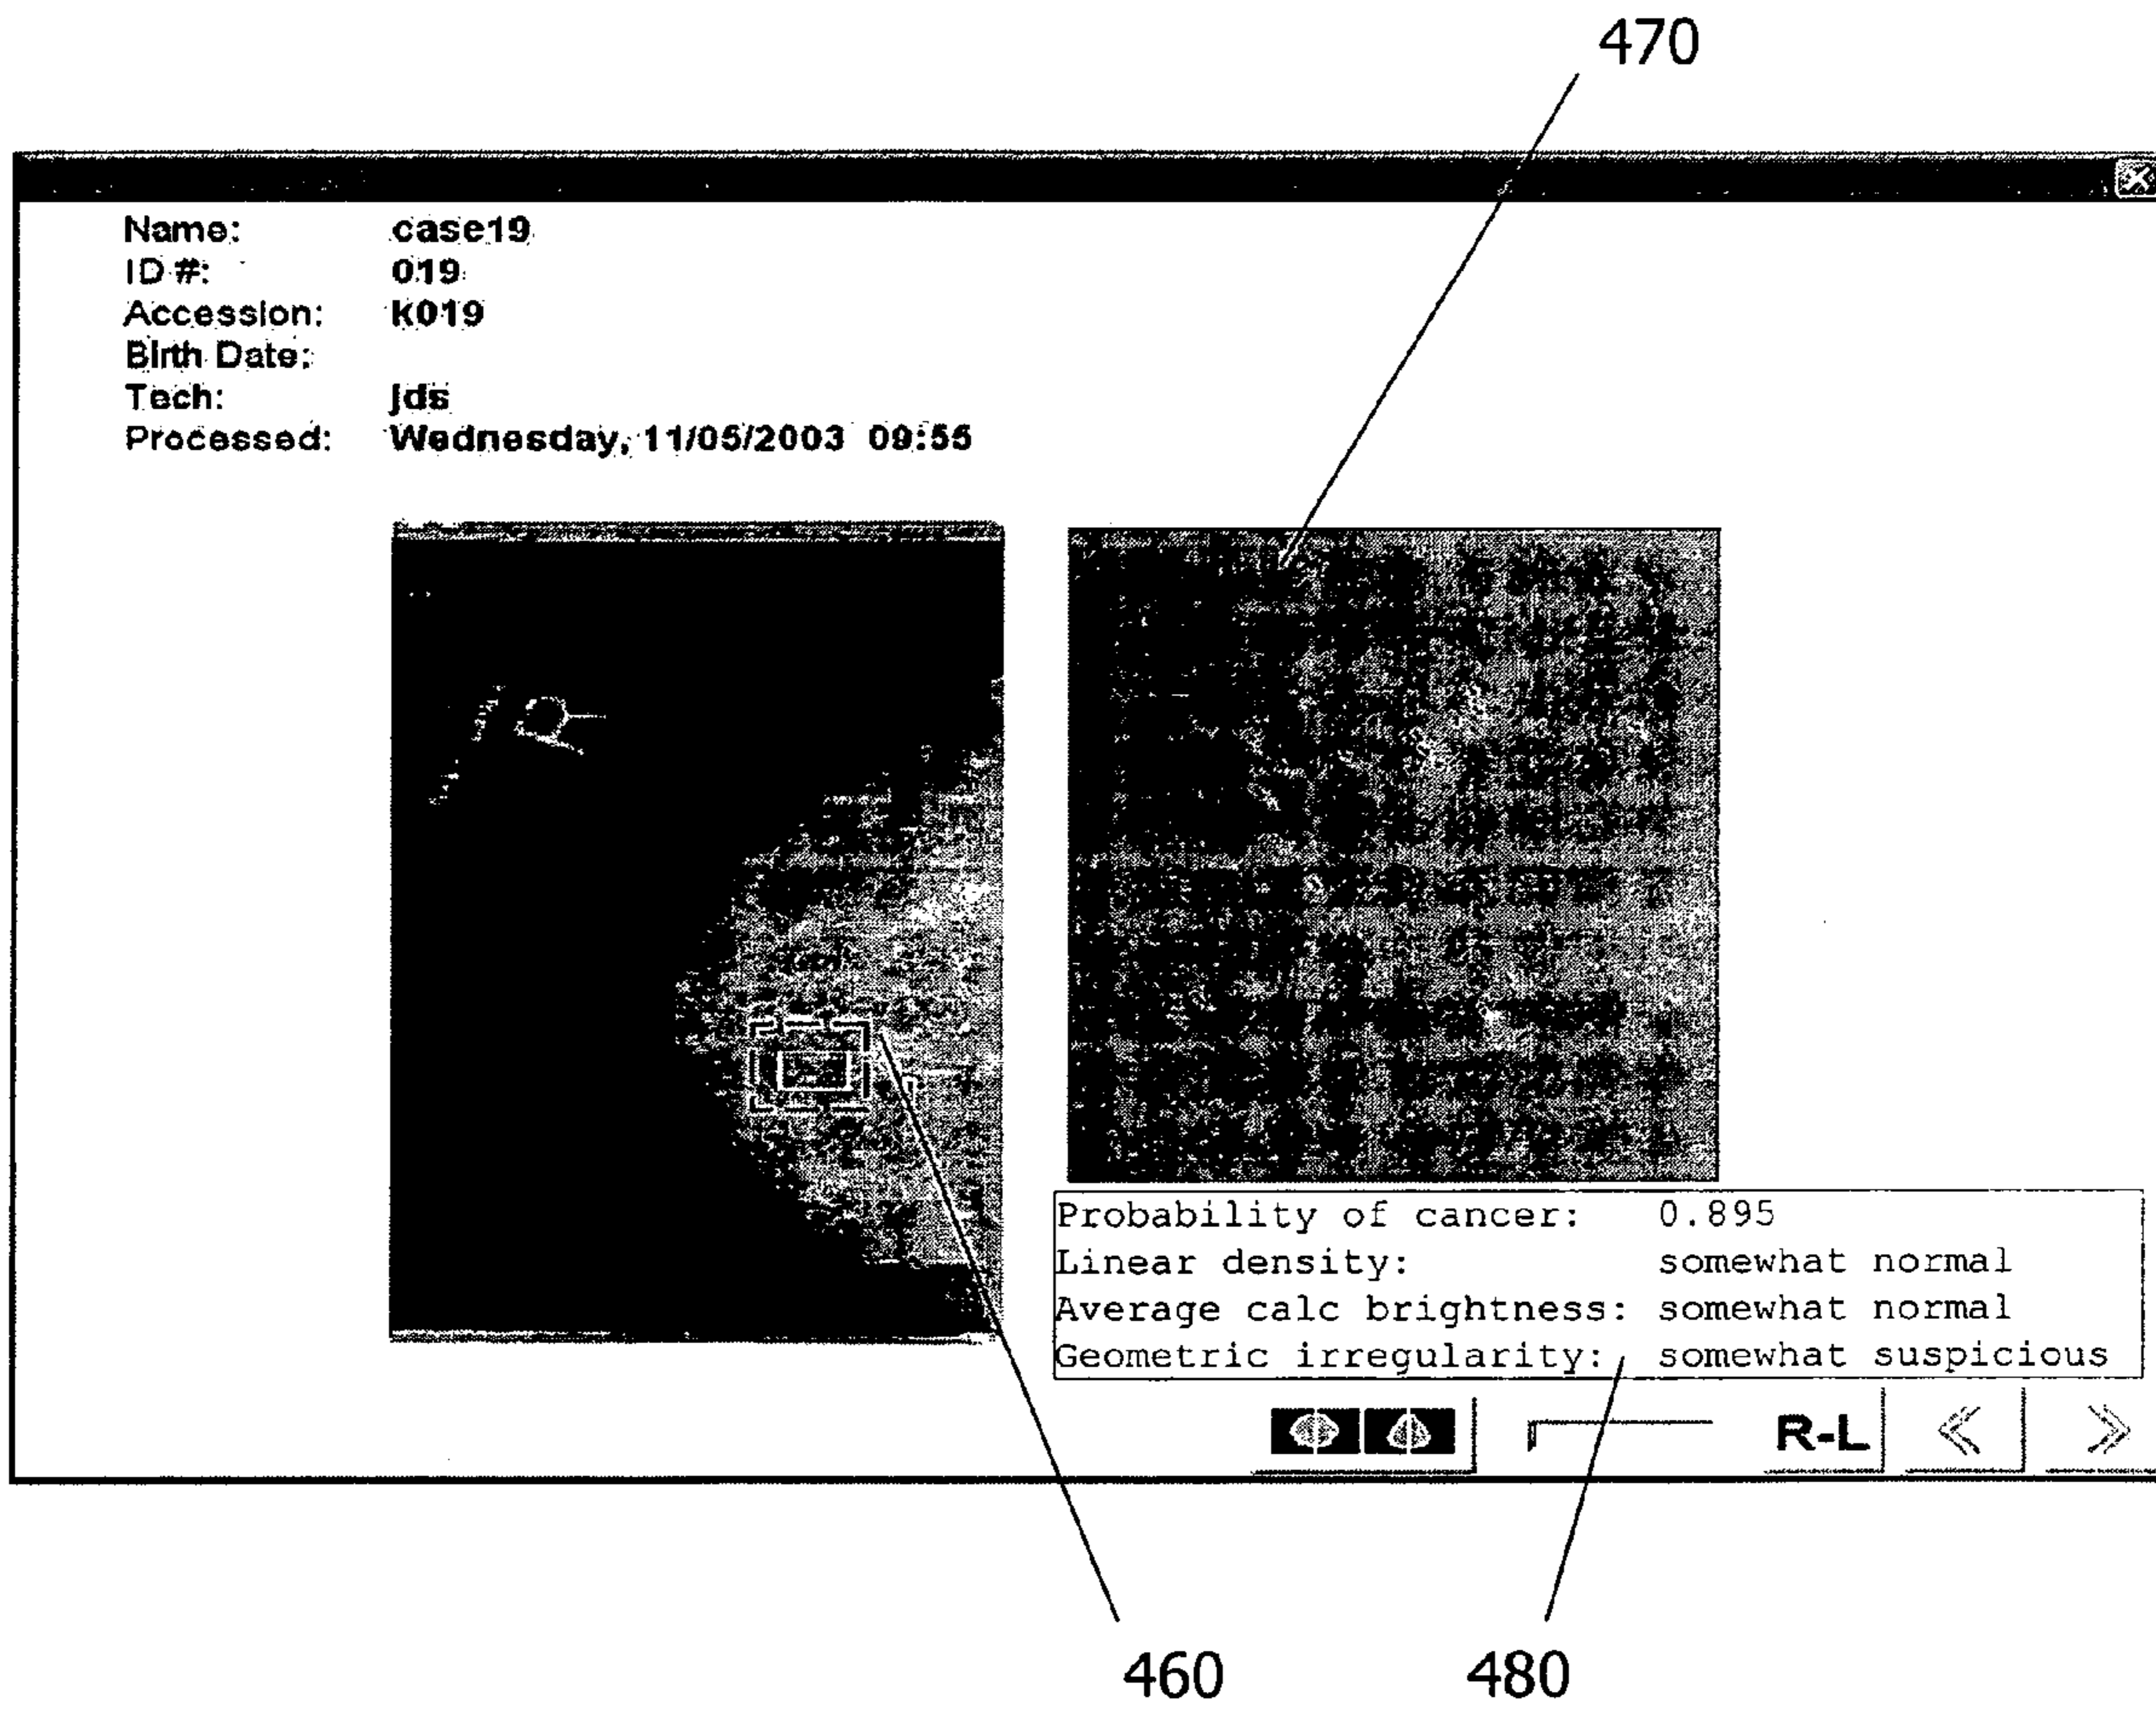 470
Name: case19
ID #: 019
Accession: K019
Birth Date:
Tech: jds
Processed: Wednesday, 11/05/2003 09:55
Probability of cancer: 0.895
Linear density: somewhat normal
Average calc brightness: somewhat normal
Geometric irregularity: somewhat suspicious
R-L
460 480